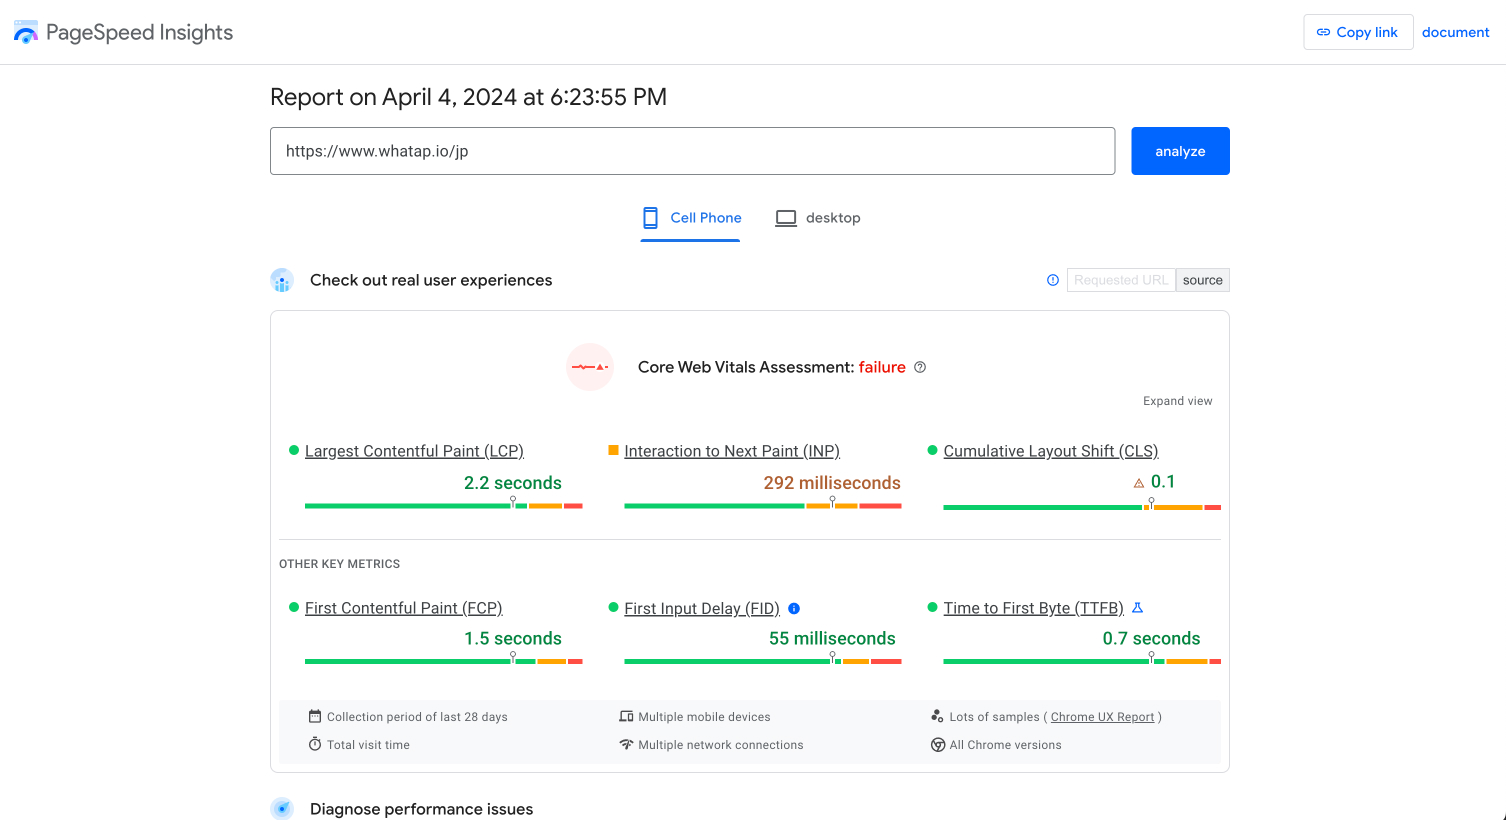 PageSpeed Insights
Copy link
document
Report on April 4, 2024 at 6:23:55 PM
https://www.whatap.io/jp
analyze
Cell Phone
desktop
Check out real user experiences
Requested URL
source
Core Web Vitals Assessment: failure
Expand view
Largest Contentful Paint (LCP)
2.2 seconds
Interaction to Next Paint (INP)
292 milliseconds
Cumulative Layout Shift (CLS)
0.1
OTHER KEY METRICS
First Contentful Paint (FCP)
1.5 seconds
First Input Delay (FID)
55 milliseconds
Time to First Byte (TTFB)
0.7 seconds
Collection period of last 28 days
Multiple mobile devices
Lots of samples ( Chrome UX Report )
Total visit time
Multiple network connections
All Chrome versions
Diagnose performance issues